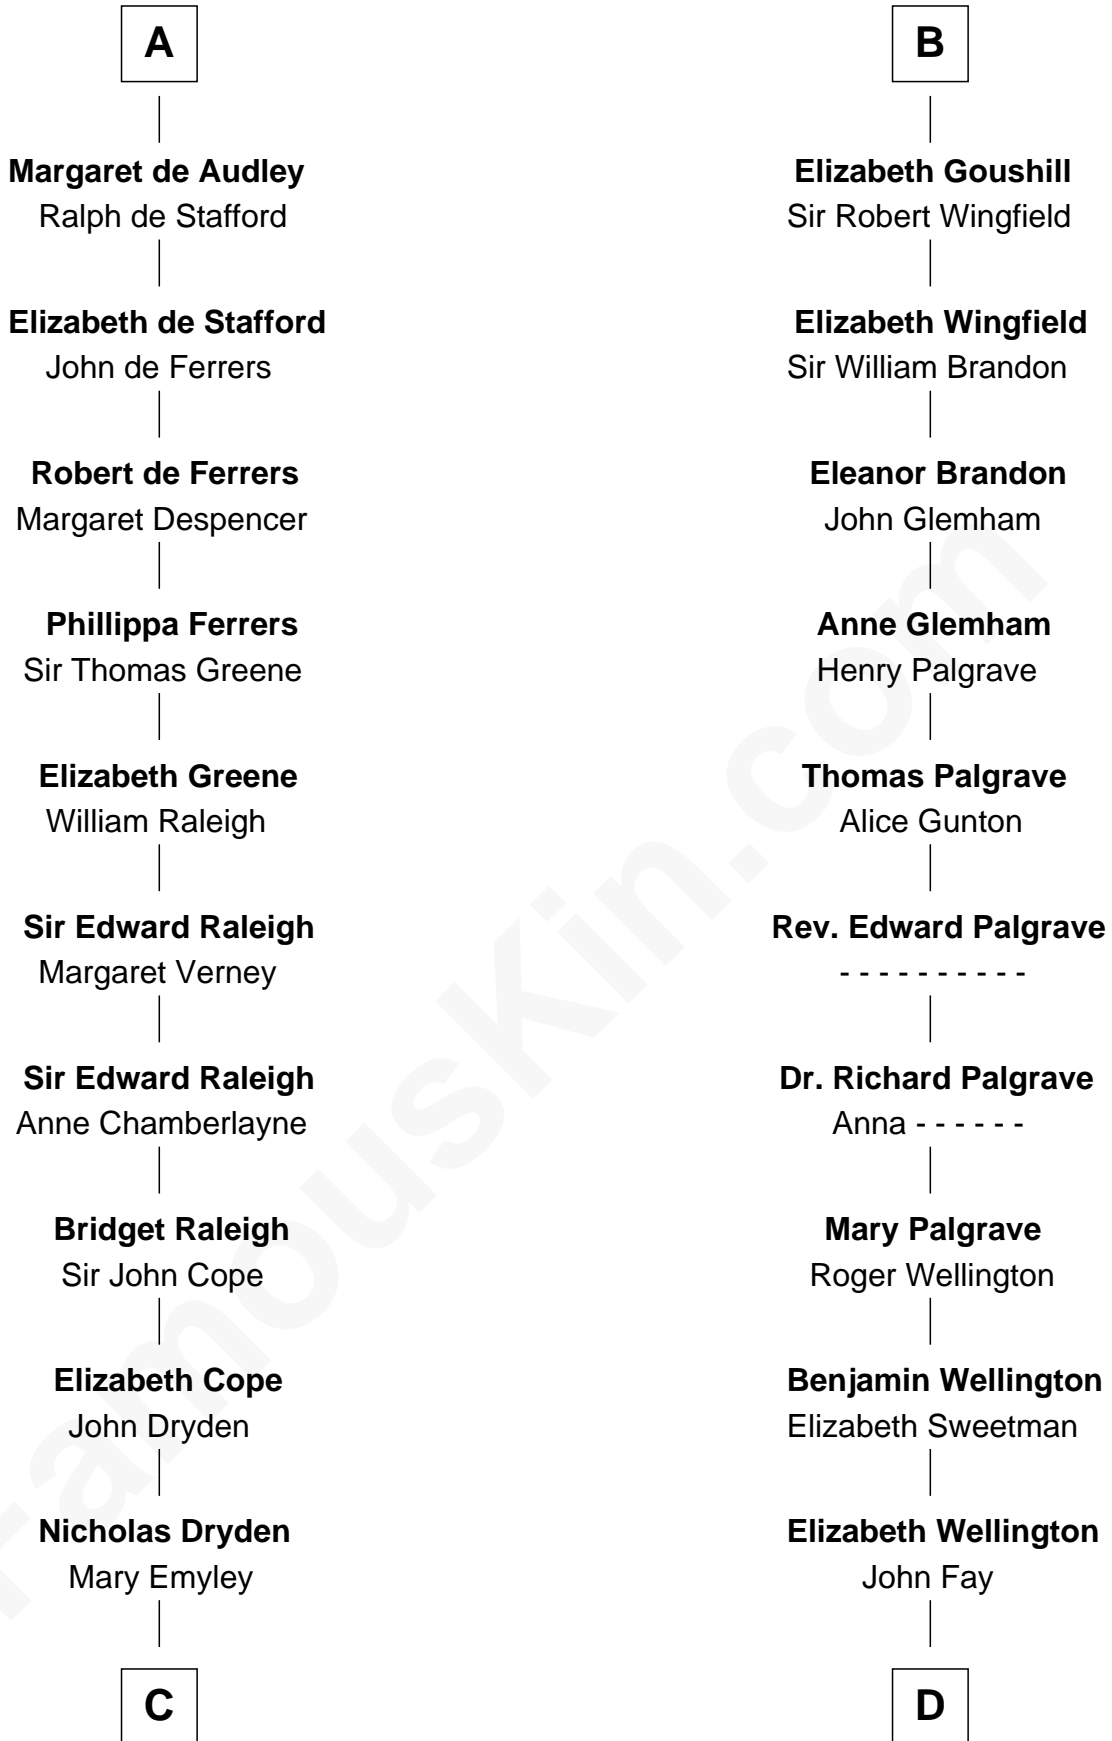 A
Margaret de Audley
Ralph de Stafford
Elizabeth de Stafford
John de Ferrers
Robert de Ferrers
Margaret Despencer
Phillippa Ferrers
Sir Thomas Greene
Elizabeth Greene
William Raleigh
Sir Edward Raleigh
Margaret Verney
Sir Edward Raleigh
Anne Chamberlayne
Bridget Raleigh
Sir John Cope
Elizabeth Cope
John Dryden
Nicholas Dryden
Mary Emyley
C
B
Elizabeth Goushill
Sir Robert Wingfield
Elizabeth Wingfield
Sir William Brandon
Eleanor Brandon
John Glemham
Anne Glemham
Henry Palgrave
Thomas Palgrave
Alice Gunton
Rev. Edward Palgrave
- - - - - - - - - -
Dr. Richard Palgrave
Anna - - - - - -
Mary Palgrave
Roger Wellington
Benjamin Wellington
Elizabeth Sweetman
Elizabeth Wellington
John Fay
D
FamousKin.com